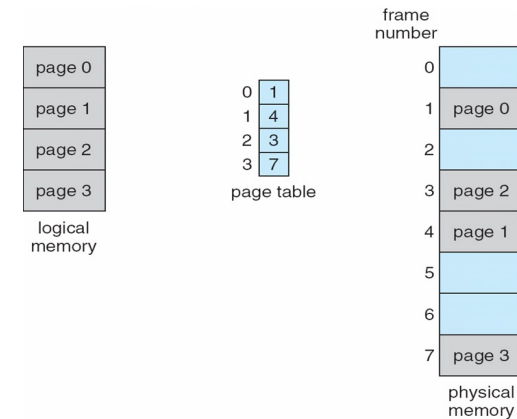 frame
number
page 0
page 1
page 2
page 3
logical
memory
0 1
1 4
2 3
3 7
page table
0
1 page 0
2
3 page 2
4 page 1
5
6
7 page 3
physical
memory